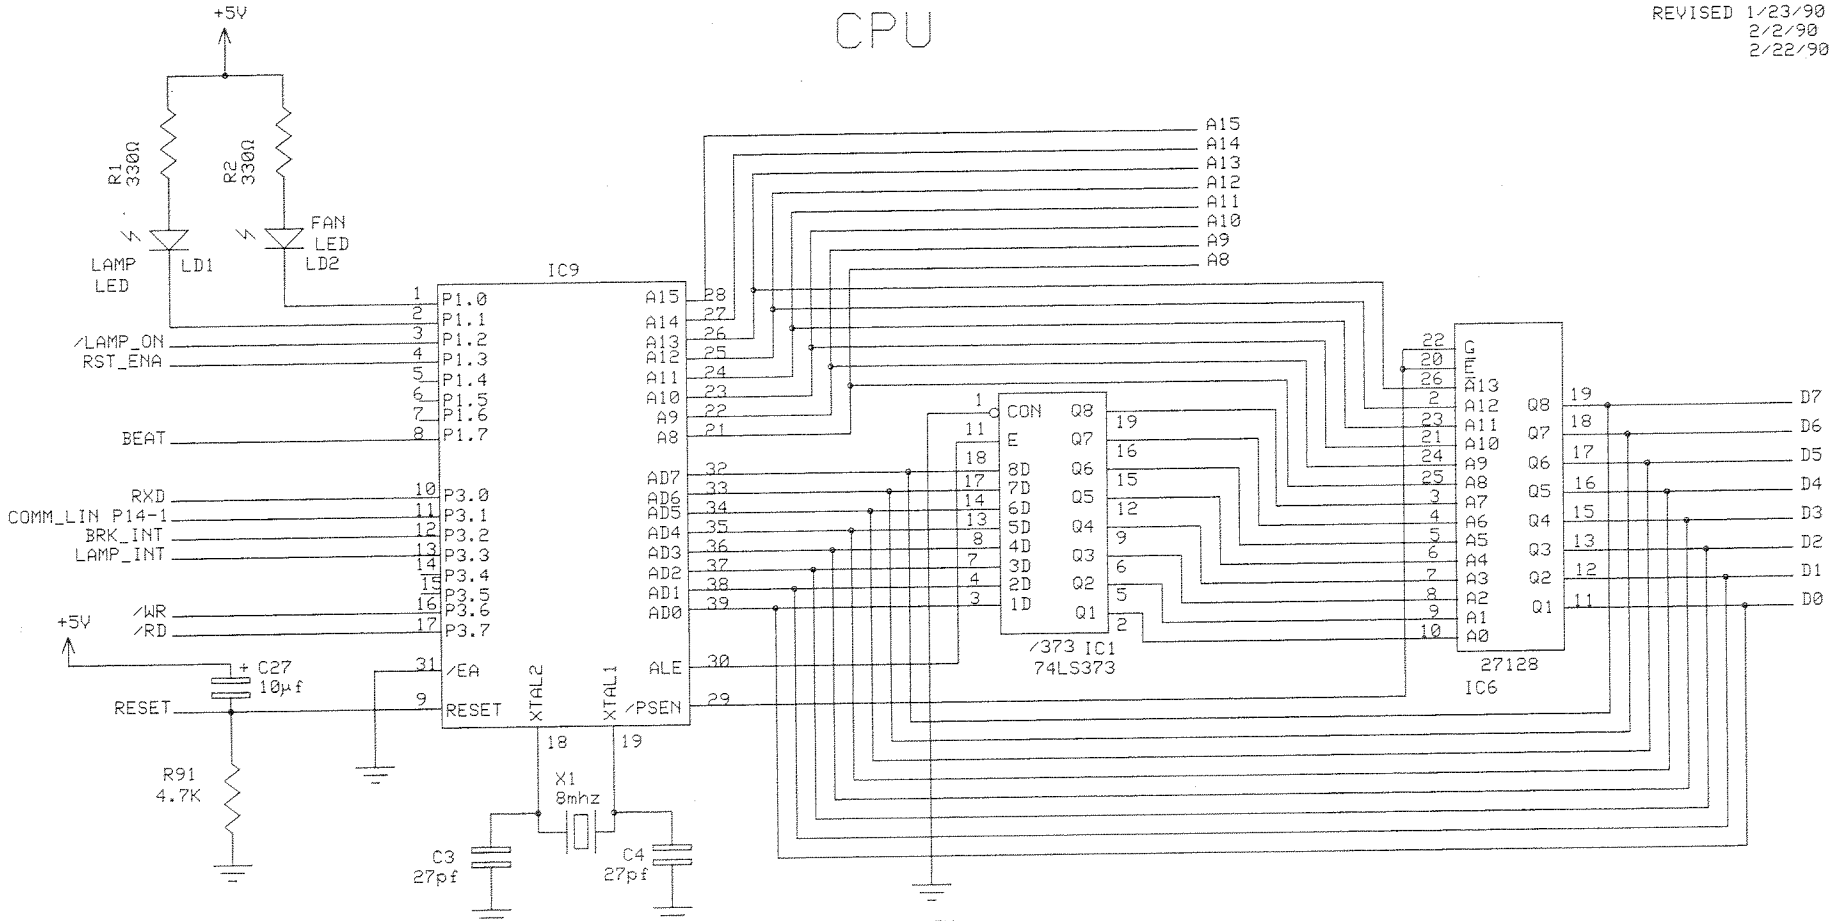 CPU
REVISED 1/23/90
2/2/90
2/22/90
+5V
R1
330Ω
R2
330Ω
LAMP
LED
LD1
FAN
LED
LD2
/LAMP_ON
RST_ENA
BEAT
RXD
COMM_LIN P14-1
BRK_INT
LAMP_INT
/WR
/RD
+5V
+ C27
10µf
RESET
R91
4.7K
IC9
1 P1.0
2 P1.1
3 P1.2
4 P1.3
5 P1.4
6 P1.5
7 P1.6
8 P1.7
10 P3.0
11 P3.1
12 P3.2
13 P3.3
14 P3.4
15 P3.5
16 P3.6
17 P3.7
31 /EA
9 RESET
A15 28
A14 27
A13 26
A12 25
A11 24
A10 23
A9 22
A8 21
AD7 32
AD6 33
AD5 34
AD4 35
AD3 36
AD2 37
AD1 38
AD0 39
ALE 30
/PSEN 29
XTAL2
XTAL1
18
19
X1
8mhz
C3
27pf
C4
27pf
A15
A14
A13
A12
A11
A10
A9
A8
1 CON
11 E
18 8D
17 7D
14 6D
13 5D
8 4D
7 3D
4 2D
3 1D
Q8 19
Q7 16
Q6 15
Q5 12
Q4 9
Q3 6
Q2 5
Q1 2
/373 IC1
74LS373
22 G
20 E
26 A13
2 A12
23 A11
21 A10
24 A9
25 A8
3 A7
4 A6
5 A5
6 A4
7 A3
8 A2
9 A1
10 A0
Q8 19
Q7 18
Q6 17
Q5 16
Q4 15
Q3 13
Q2 12
Q1 11
27128
IC6
D7
D6
D5
D4
D3
D2
D1
D0